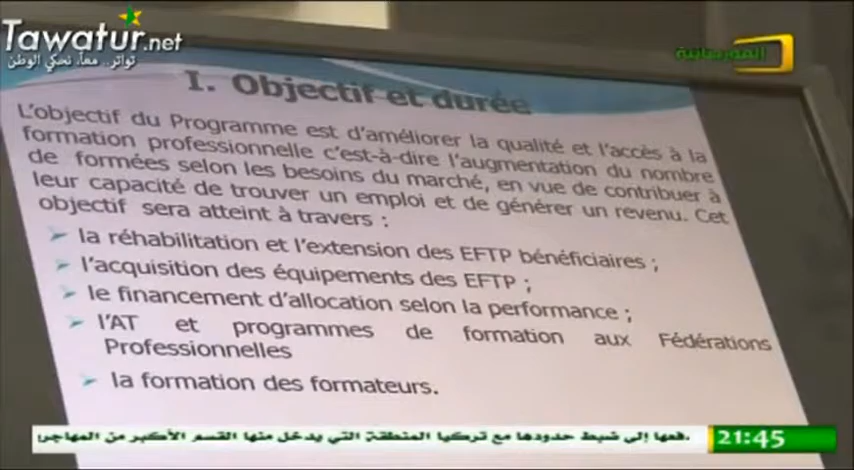 Tawatur.net
تواتر.. معاً، نحكي الوطن
الموريتانية
I. Objectif et durée
L'objectif du Programme est d'améliorer la qualité et l'accès à la
formation professionnelle c'est-à-dire l'augmentation du nombre
de formées selon les besoins du marché, en vue de contribuer à
leur capacité de trouver un emploi et de générer un revenu. Cet
objectif sera atteint à travers :
➢ la réhabilitation et l'extension des EFTP bénéficiaires ;
➢ l'acquisition des équipements des EFTP ;
➢ le financement d'allocation selon la performance ;
➢ l'AT et programmes de formation aux Fédérations
Professionnelles
➢ la formation des formateurs.
دفعها إلى ضبط حدودها مع تركيا المنطقة التي يدخل منها القسم الأكبر من المهاجر
21:45